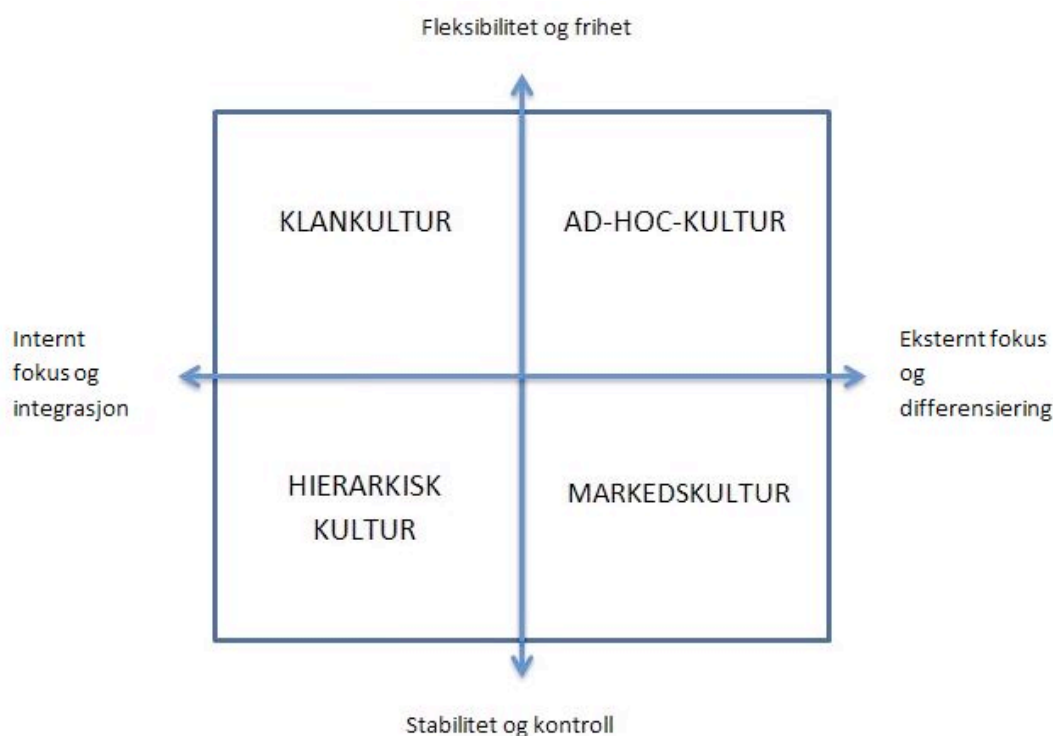 Fleksibilitet og frihet
KLANKULTUR
AD-HOC-KULTUR
Internt
fokus og
integrasjon
Eksternt fokus
og
differensiering
HIERARKISK
KULTUR
MARKEDSKULTUR
Stabilitet og kontroll